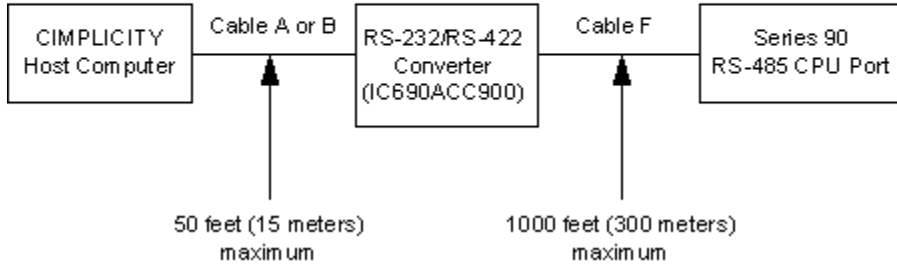 CIMPLICITY
Host Computer
Cable A or B
RS-232/RS-422
Converter
(IC690ACC900)
Cable F
Series 90
RS-485 CPU Port
50 feet (15 meters)
maximum
1000 feet (300 meters)
maximum